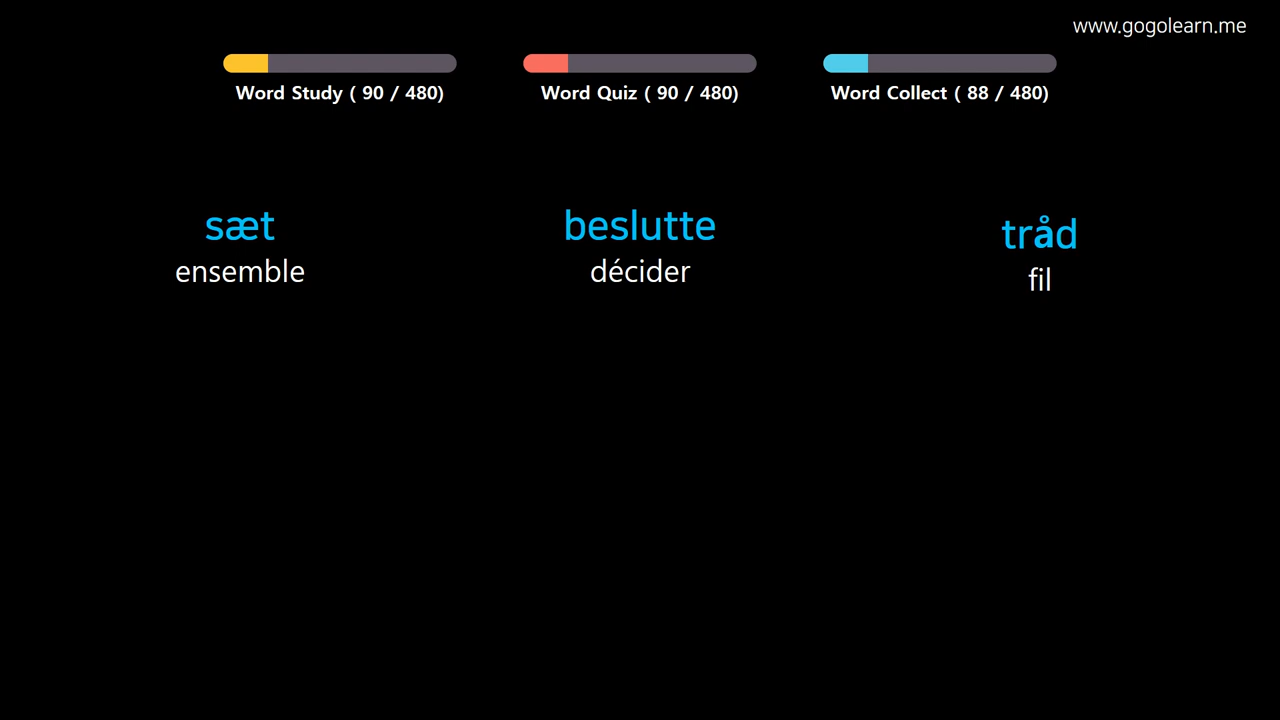 www.gogolearn.me
Word Study ( 90 / 480)
Word Quiz ( 90 / 480)
Word Collect ( 88 / 480)
sæt
ensemble
beslutte
décider
tråd
fil